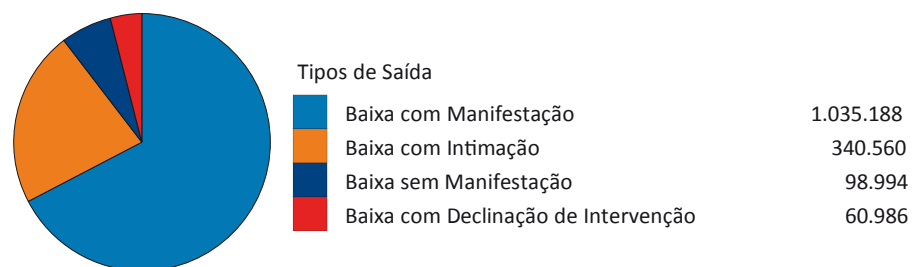 Tipos de Saída
Baixa com Manifestação 1.035.188
Baixa com Intimação 340.560
Baixa sem Manifestação 98.994
Baixa com Declinação de Intervenção 60.986